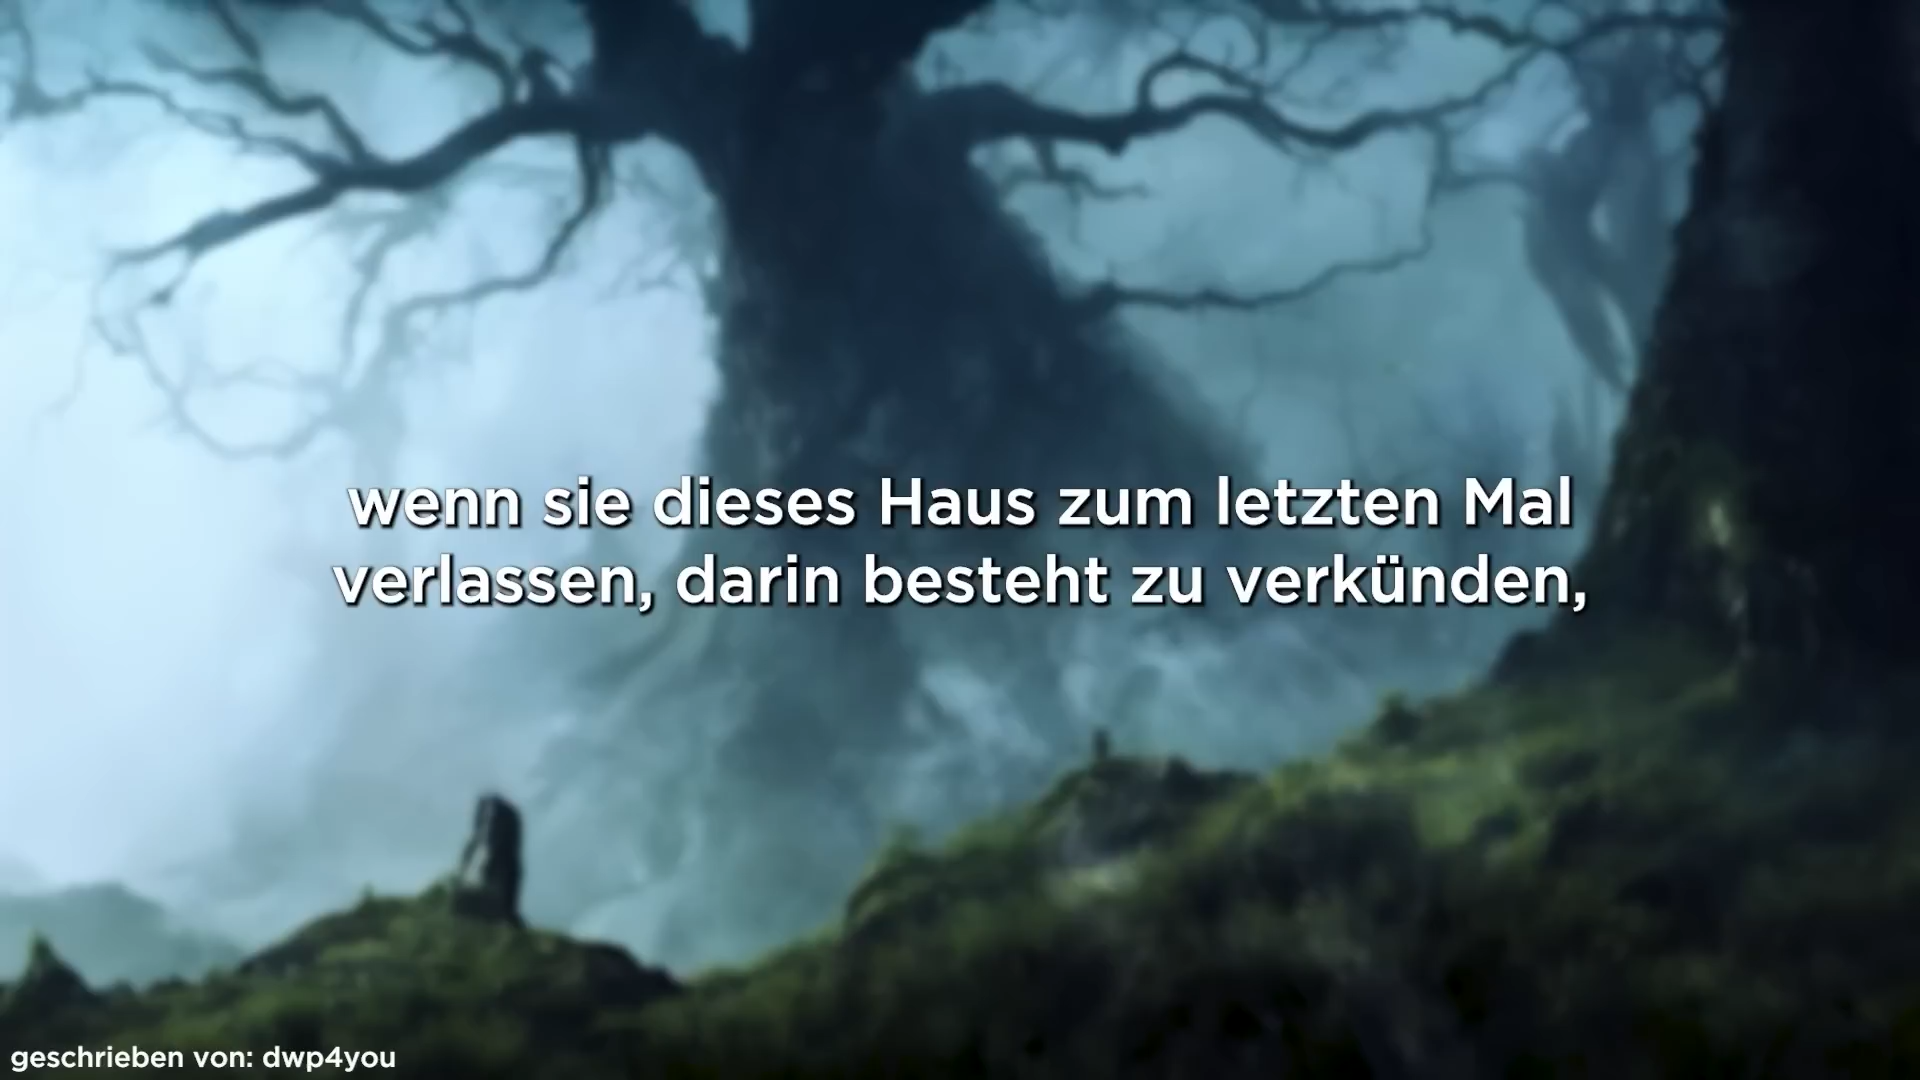 wenn sie dieses Haus zum letzten Mal
verlassen, darin besteht zu verkünden,
geschrieben von: dwp4you